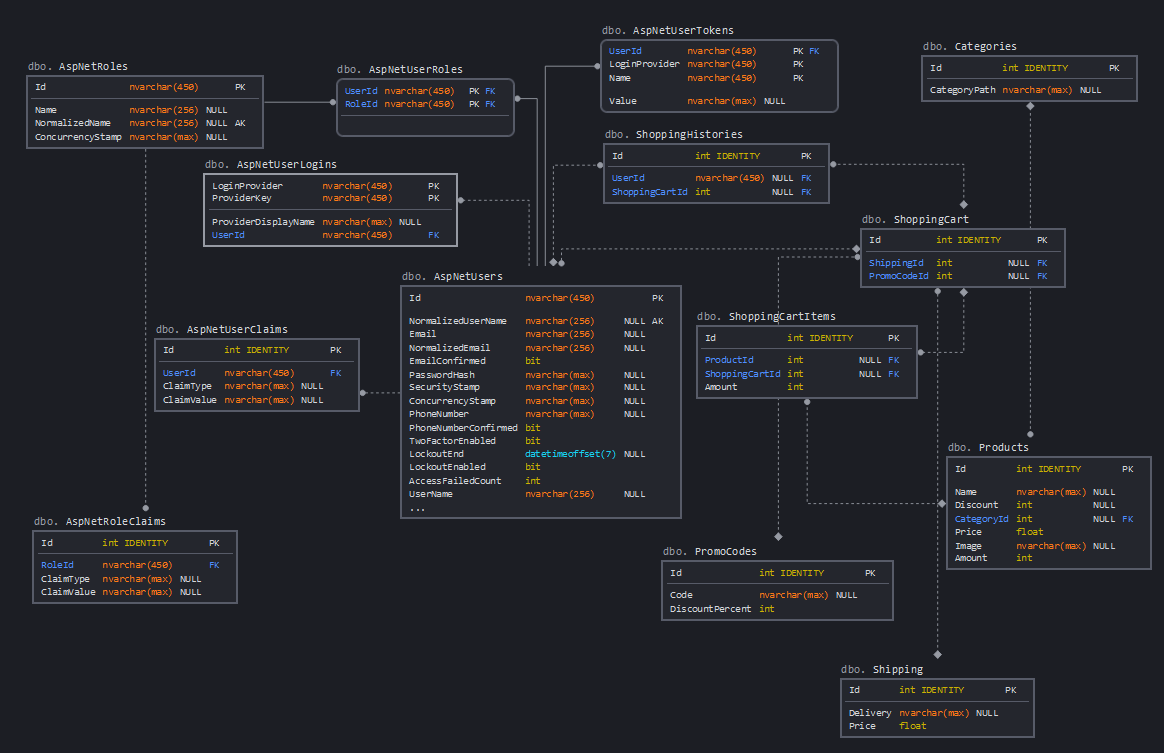 dbo. AspNetRoles
Id nvarchar(450) PK
Name nvarchar(256) NULL
NormalizedName nvarchar(256) NULL AK
ConcurrencyStamp nvarchar(max) NULL
dbo. AspNetUserRoles
UserId nvarchar(450) PK FK
RoleId nvarchar(450) PK FK
dbo. AspNetUserTokens
UserId nvarchar(450) PK FK
LoginProvider nvarchar(450) PK
Name nvarchar(450) PK
Value nvarchar(max) NULL
dbo. Categories
Id int IDENTITY PK
CategoryPath nvarchar(max) NULL
dbo. ShoppingHistories
Id int IDENTITY PK
UserId nvarchar(450) NULL FK
ShoppingCartId int NULL FK
dbo. AspNetUserLogins
LoginProvider nvarchar(450) PK
ProviderKey nvarchar(450) PK
ProviderDisplayName nvarchar(max) NULL
UserId nvarchar(450) FK
dbo. ShoppingCart
Id int IDENTITY PK
ShippingId int NULL FK
PromoCodeId int NULL FK
dbo. AspNetUsers
Id nvarchar(450) PK
NormalizedUserName nvarchar(256) NULL AK
Email nvarchar(256) NULL
NormalizedEmail nvarchar(256) NULL
EmailConfirmed bit
PasswordHash nvarchar(max) NULL
SecurityStamp nvarchar(max) NULL
ConcurrencyStamp nvarchar(max) NULL
PhoneNumber nvarchar(max) NULL
PhoneNumberConfirmed bit
TwoFactorEnabled bit
LockoutEnd datetimeoffset(7) NULL
LockoutEnabled bit
AccessFailedCount int
UserName nvarchar(256) NULL
...
dbo. ShoppingCartItems
Id int IDENTITY PK
ProductId int NULL FK
ShoppingCartId int NULL FK
Amount int
dbo. AspNetUserClaims
Id int IDENTITY PK
UserId nvarchar(450) FK
ClaimType nvarchar(max) NULL
ClaimValue nvarchar(max) NULL
dbo. Products
Id int IDENTITY PK
Name nvarchar(max) NULL
Discount int NULL
CategoryId int NULL FK
Price float
Image nvarchar(max) NULL
Amount int
dbo. AspNetRoleClaims
Id int IDENTITY PK
RoleId nvarchar(450) FK
ClaimType nvarchar(max) NULL
ClaimValue nvarchar(max) NULL
dbo. PromoCodes
Id int IDENTITY PK
Code nvarchar(max) NULL
DiscountPercent int
dbo. Shipping
Id int IDENTITY PK
Delivery nvarchar(max) NULL
Price float